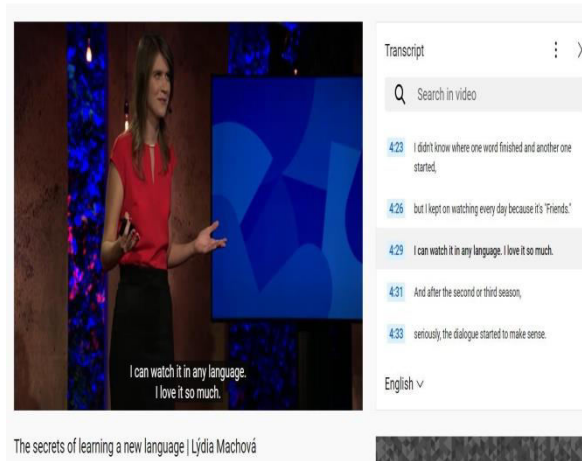 I can watch it in any language.
I love it so much.
The secrets of learning a new language | Lýdia Machová
Transcript
Search in video
4:23 I didn't know where one word finished and another one
started,
4:26 but I kept on watching every day because it's "Friends."
4:29 I can watch it in any language. I love it so much.
4:31 And after the second or third season,
4:33 seriously, the dialogue started to make sense.
English